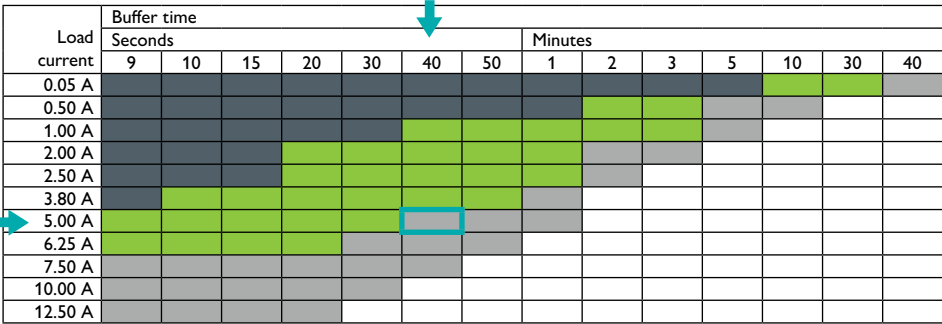 Buffer time
Load current
Seconds Minutes
9 10 15 20 30 40 50 1 2 3 5 10 30 40
0.05 A
0.50 A
1.00 A
2.00 A
2.50 A
3.80 A
5.00 A
6.25 A
7.50 A
10.00 A
12.50 A